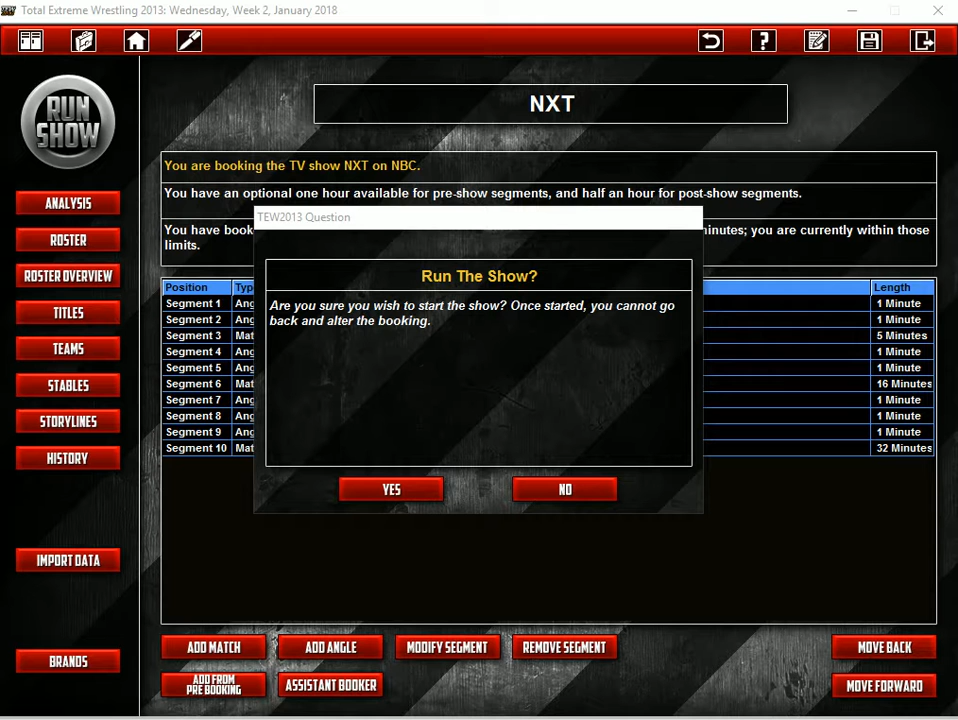 Total Extreme Wrestling 2013: Wednesday, Week 2, January 2018
RUN
SHOW
NXT
You are booking the TV show NXT on NBC.
You have an optional one hour available for pre-show segments, and half an hour for post-show segments.
You have book
minutes; you are currently within those
limits.
TEW2013 Question
Run The Show?
Are you sure you wish to start the show? Once started, you cannot go
back and alter the booking.
YES
NO
Position Typ Length
Segment 1 Ang 1 Minute
Segment 2 Ang 1 Minute
Segment 3 Mat 5 Minutes
Segment 4 Ang 1 Minute
Segment 5 Ang 1 Minute
Segment 6 Mat 16 Minutes
Segment 7 Ang 1 Minute
Segment 8 Ang 1 Minute
Segment 9 Ang 1 Minute
Segment 10 Mat 32 Minutes
ANALYSIS
ROSTER
ROSTER OVERVIEW
TITLES
TEAMS
STABLES
STORYLINES
HISTORY
IMPORT DATA
BRANDS
ADD MATCH
ADD ANGLE
MODIFY SEGMENT
REMOVE SEGMENT
MOVE BACK
ADD FROM
PRE BOOKING
ASSISTANT BOOKER
MOVE FORWARD